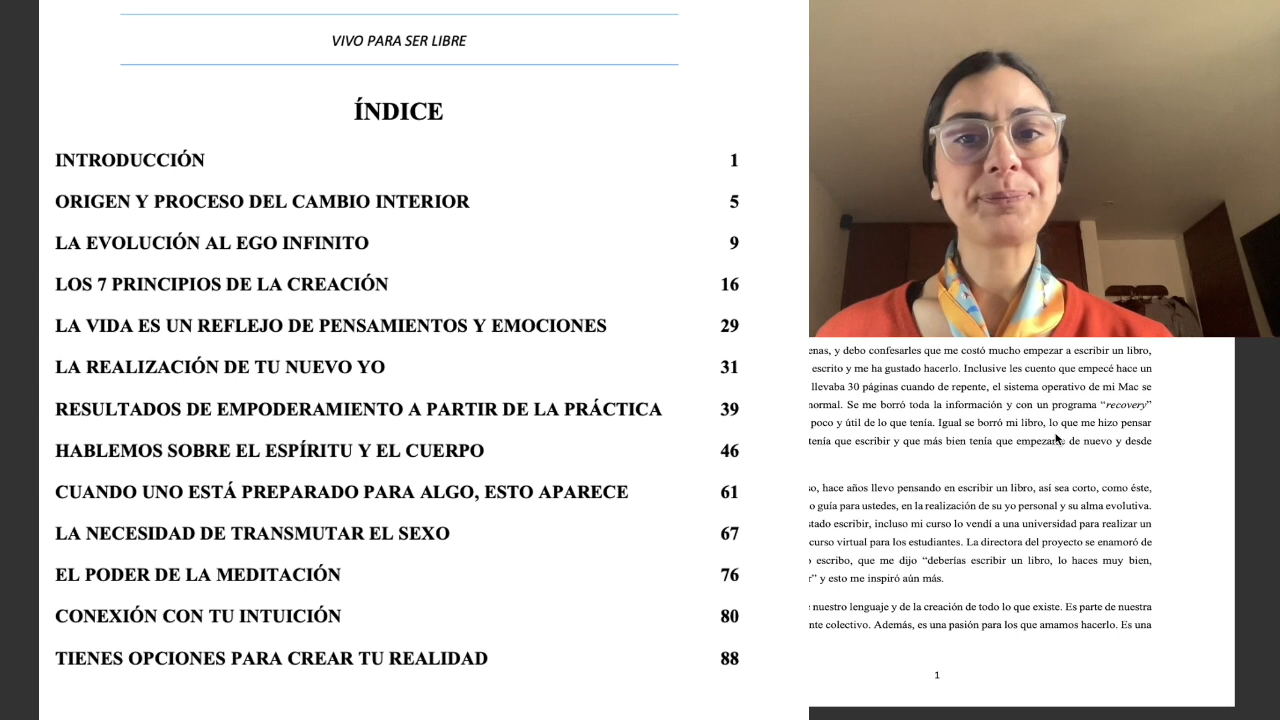 VIVO PARA SER LIBRE
ÍNDICE
INTRODUCCIÓN 1
ORIGEN Y PROCESO DEL CAMBIO INTERIOR 5
LA EVOLUCIÓN AL EGO INFINITO 9
LOS 7 PRINCIPIOS DE LA CREACIÓN 16
LA VIDA ES UN REFLEJO DE PENSAMIENTOS Y EMOCIONES 29
LA REALIZACIÓN DE TU NUEVO YO 31
RESULTADOS DE EMPODERAMIENTO A PARTIR DE LA PRÁCTICA 39
HABLEMOS SOBRE EL ESPÍRITU Y EL CUERPO 46
CUANDO UNO ESTÁ PREPARADO PARA ALGO, ESTO APARECE 61
LA NECESIDAD DE TRANSMUTAR EL SEXO 67
EL PODER DE LA MEDITACIÓN 76
CONEXIÓN CON TU INTUICIÓN 80
TIENES OPCIONES PARA CREAR TU REALIDAD 88
y debo confesarles que me costó mucho empezar a escribir un libro,
escrito y me ha gustado hacerlo. Inclusive les cuento que empecé hace un
llevaba 30 páginas cuando de repente, el sistema operativo de mi Mac se
Se me borró toda la información y con un programa “recovery”
poco y útil de lo que tenía. Igual se borró mi libro, lo que me hizo pensar
tenía que escribir y que más bien tenía que empezar de nuevo y desde
hace años llevo pensando en escribir un libro, así sea corto, como éste,
guía para ustedes, en la realización de su yo personal y su alma evolutiva.
escribir, incluso mi curso lo vendí a una universidad para realizar un
curso virtual para los estudiantes. La directora del proyecto se enamoró de
escribo, que me dijo “deberías escribir un libro, lo haces muy bien,
y esto me inspiró aún más.
nuestro lenguaje y de la creación de todo lo que existe. Es parte de nuestra
colectivo. Además, es una pasión para los que amamos hacerlo. Es una
1